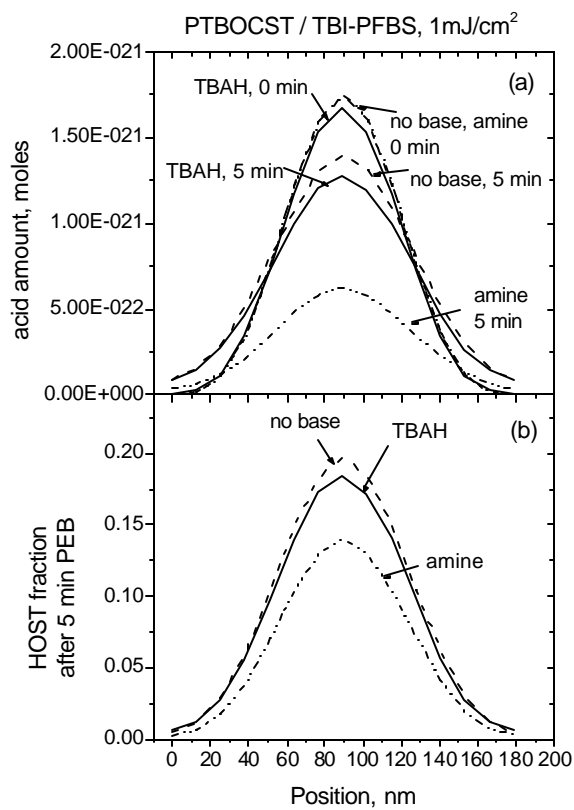 PTBOCST / TBI-PFBS, 1mJ/cm²
2.00E-021
1.50E-021
1.00E-021
5.00E-022
0.00E+000
acid amount, moles
(a)
TBAH, 0 min
no base, amine
0 min
TBAH, 5 min
no base, 5 min
amine
5 min
0.20
0.15
0.10
0.05
0.00
HOST fraction
after 5 min PEB
(b)
no base
TBAH
amine
0 20 40 60 80 100 120 140 160 180 200
Position, nm